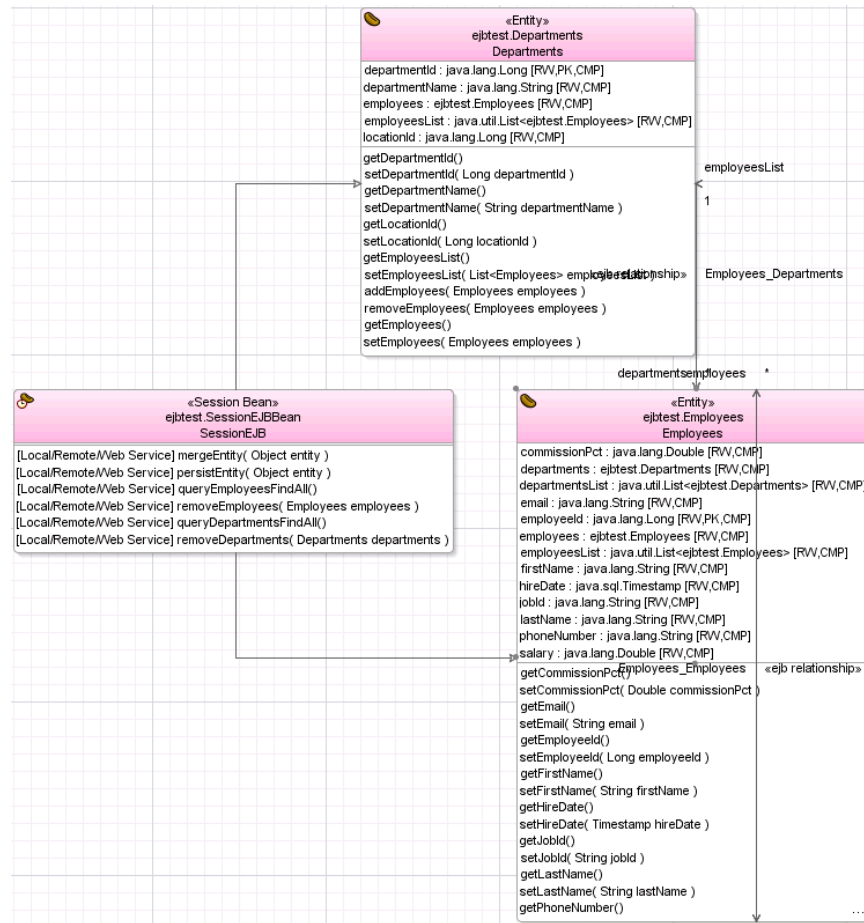 «Entity»
ejbtest.Departments
Departments
departmentId : java.lang.Long [RW,PK,CMP]
departmentName : java.lang.String [RW,CMP]
employees : ejbtest.Employees [RW,CMP]
employeesList : java.util.List<ejbtest.Employees> [RW,CMP]
locationId : java.lang.Long [RW,CMP]
getDepartmentId()
setDepartmentId( Long departmentId )
getDepartmentName()
setDepartmentName( String departmentName )
getLocationId()
setLocationId( Long locationId )
getEmployeesList()
setEmployeesList( List<Employees> employeesList )
addEmployees( Employees employees )
removeEmployees( Employees employees )
getEmployees()
setEmployees( Employees employees )
employeesList
1
«ejb relationship»
Employees_Departments
departments
employees
*
«Session Bean»
ejbtest.SessionEJBBean
SessionEJB
[Local/Remote/Web Service] mergeEntity( Object entity )
[Local/Remote/Web Service] persistEntity( Object entity )
[Local/Remote/Web Service] queryEmployeesFindAll()
[Local/Remote/Web Service] removeEmployees( Employees employees )
[Local/Remote/Web Service] queryDepartmentsFindAll()
[Local/Remote/Web Service] removeDepartments( Departments departments )
«Entity»
ejbtest.Employees
Employees
commissionPct : java.lang.Double [RW,CMP]
departments : ejbtest.Departments [RW,CMP]
departmentsList : java.util.List<ejbtest.Departments> [RW,CMP]
email : java.lang.String [RW,CMP]
employeeId : java.lang.Long [RW,PK,CMP]
employees : ejbtest.Employees [RW,CMP]
employeesList : java.util.List<ejbtest.Employees> [RW,CMP]
firstName : java.lang.String [RW,CMP]
hireDate : java.sql.Timestamp [RW,CMP]
jobId : java.lang.String [RW,CMP]
lastName : java.lang.String [RW,CMP]
phoneNumber : java.lang.String [RW,CMP]
salary : java.lang.Double [RW,CMP]
Employees_Employees
«ejb relationship»
getCommissionPct()
setCommissionPct( Double commissionPct )
getEmail()
setEmail( String email )
getEmployeeId()
setEmployeeId( Long employeeId )
getFirstName()
setFirstName( String firstName )
getHireDate()
setHireDate( Timestamp hireDate )
getJobId()
setJobId( String jobId )
getLastName()
setLastName( String lastName )
getPhoneNumber()
...